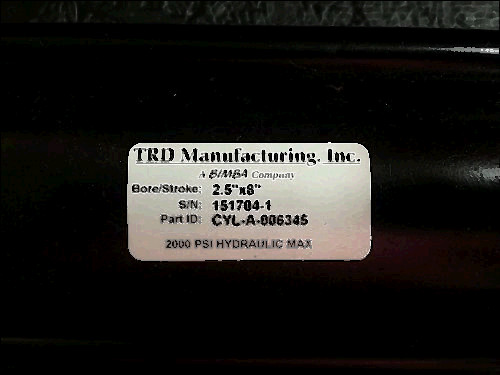 TRD Manufacturing, Inc.
A BIMBA Company
Bore/Stroke: 2.5"x8"
S/N: 151704-1
Part ID: CYL-A-006345
2000 PSI HYDRAULIC MAX